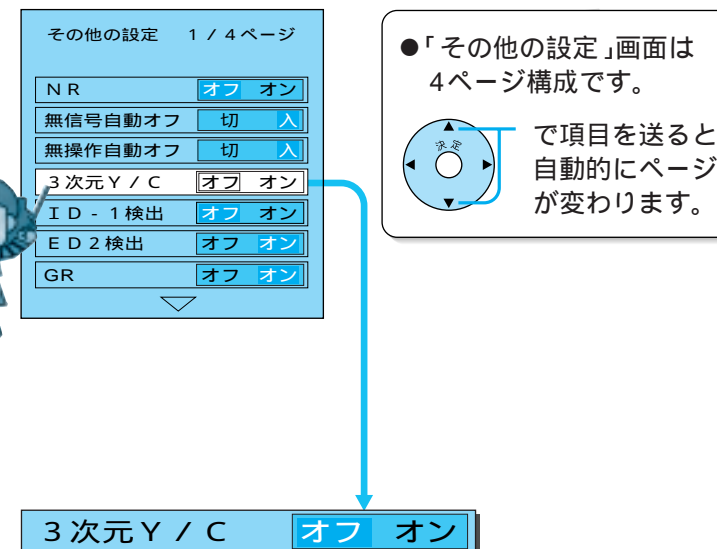 その他の設定 1/4ページ
NR オフ オン
無信号自動オフ 切 入
無操作自動オフ 切 入
3次元Y/C オフ オン
ID-1検出 オフ オン
ED2検出 オフ オン
GR オフ オン
●「その他の設定」画面は
4ページ構成です。
決定
で項目を送ると
自動的にページ
が変わります。
3次元Y/C オフ オン